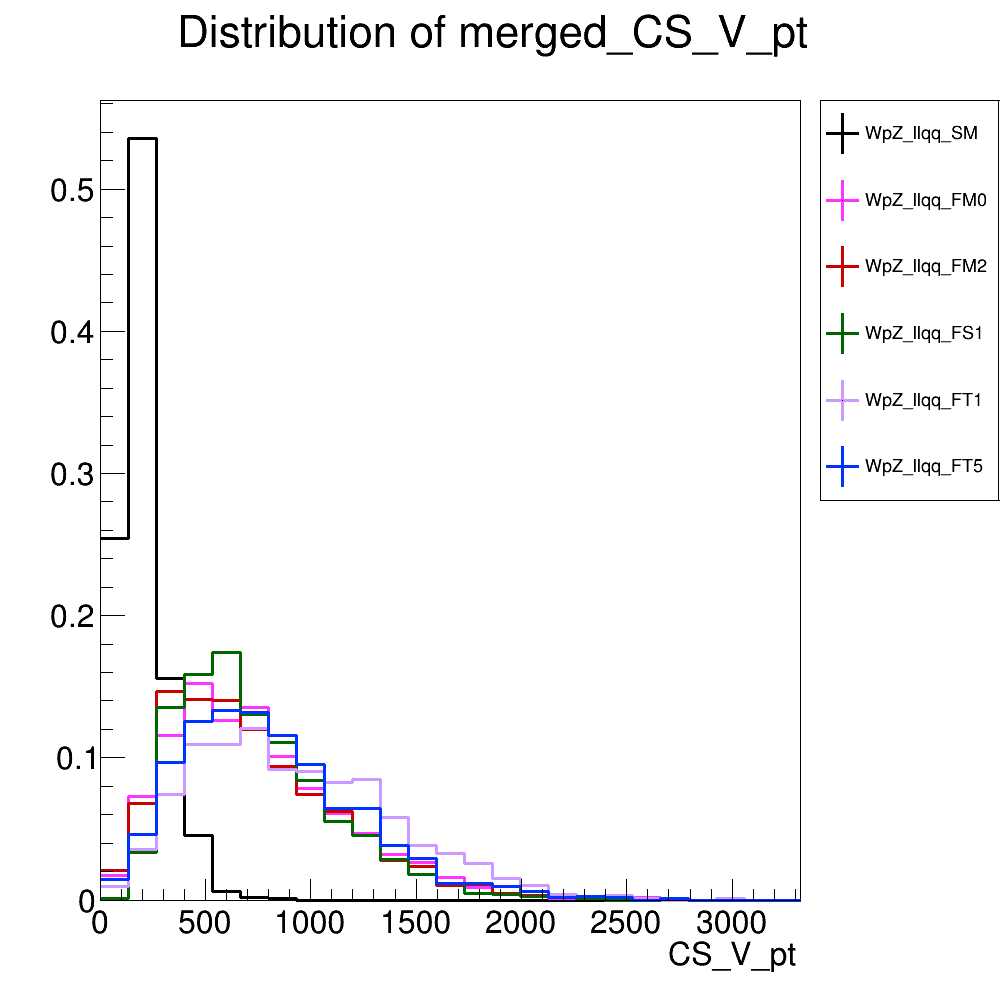 Distribution of merged_CS_V_pt
0.5
0.4
0.3
0.2
0.1
0
0 500 1000 1500 2000 2500 3000
CS_V_pt
WpZ_llqq_SM
WpZ_llqq_FM0
WpZ_llqq_FM2
WpZ_llqq_FS1
WpZ_llqq_FT1
WpZ_llqq_FT5